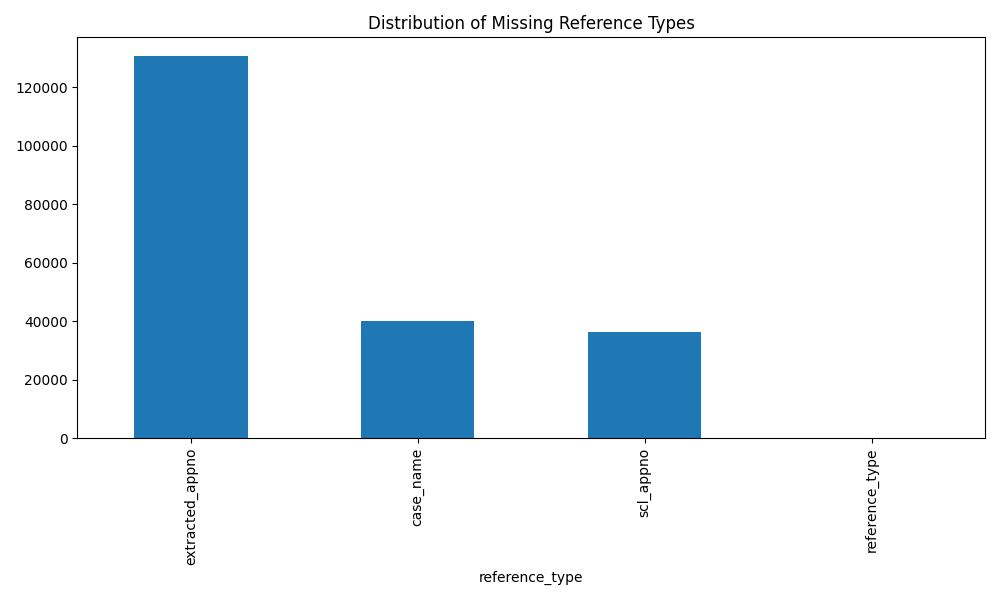 Distribution of Missing Reference Types
120000
100000
80000
60000
40000
20000
0
extracted_appno
case_name
scl_appno
reference_type
reference_type